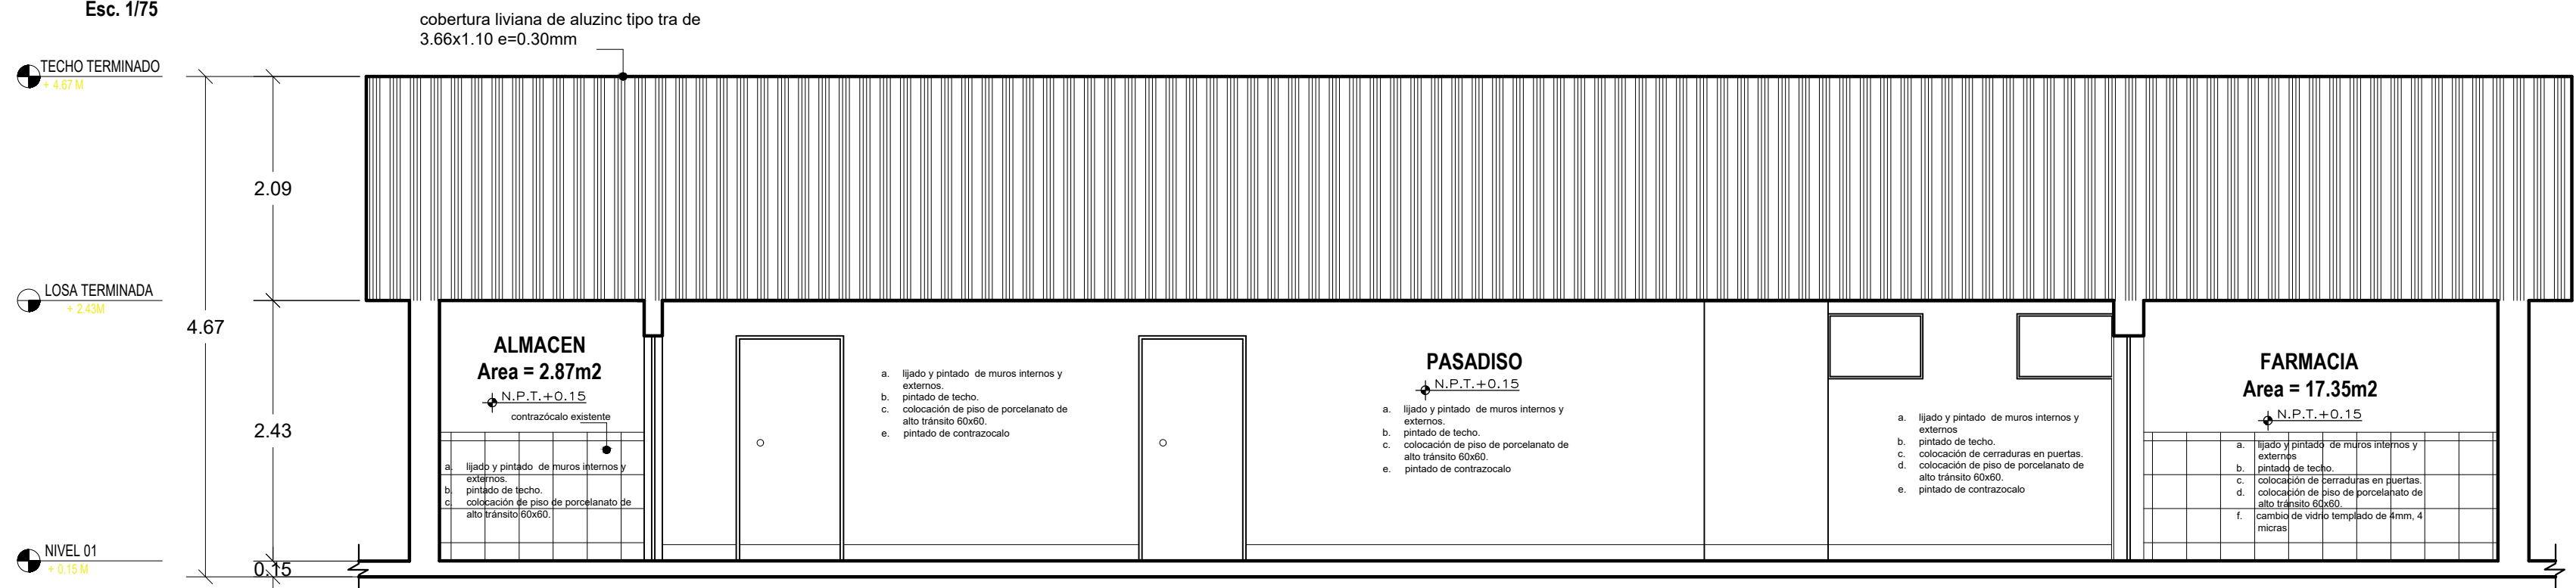 Esc. 1/75
cobertura liviana de aluzinc tipo tra de
3.66x1.10 e=0.30mm
TECHO TERMINADO
+ 4.67 M
2.09
LOSA TERMINADA
+ 2.43M
4.67
2.43
NIVEL 01
+ 0.15 M
0.15
ALMACEN
Area = 2.87m2
N.P.T.+0.15
contrazócalo existente
a. lijado y pintado de muros internos y
externos.
b. pintado de techo.
c. colocación de piso de porcelanato de
alto tránsito 60x60.
a. lijado y pintado de muros internos y
externos.
b. pintado de techo.
c. colocación de piso de porcelanato de
alto tránsito 60x60.
e. pintado de contrazocalo
PASADISO
N.P.T.+0.15
a. lijado y pintado de muros internos y
externos.
b. pintado de techo.
c. colocación de piso de porcelanato de
alto tránsito 60x60.
e. pintado de contrazocalo
a. lijado y pintado de muros internos y
externos
b. pintado de techo.
c. colocación de cerraduras en puertas.
d. colocación de piso de porcelanato de
alto tránsito 60x60.
e. pintado de contrazocalo
FARMACIA
Area = 17.35m2
N.P.T.+0.15
a. lijado y pintado de muros internos y
externos
b. pintado de techo.
c. colocación de cerraduras en puertas.
d. colocación de piso de porcelanato de
alto tránsito 60x60.
f. cambio de vidrio templado de 4mm, 4
micras